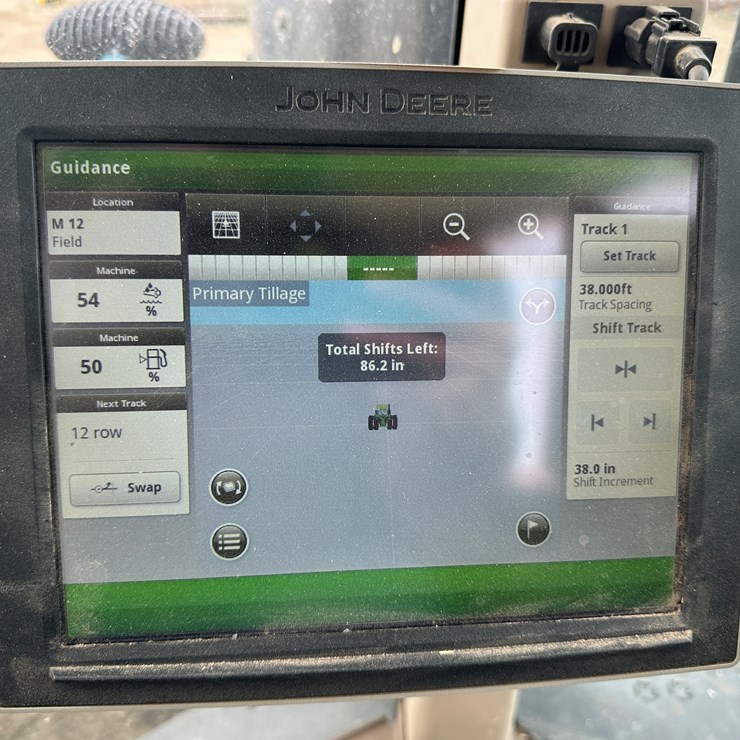 JOHN DEERE
Guidance
Location
M 12
Field
Machine
54
%
Machine
50
%
Next Track
12 row
Swap
-----
Primary Tillage
Total Shifts Left:
86.2 in
Guidance
Track 1
Set Track
38.000ft
Track Spacing
Shift Track
38.0 in
Shift Increment